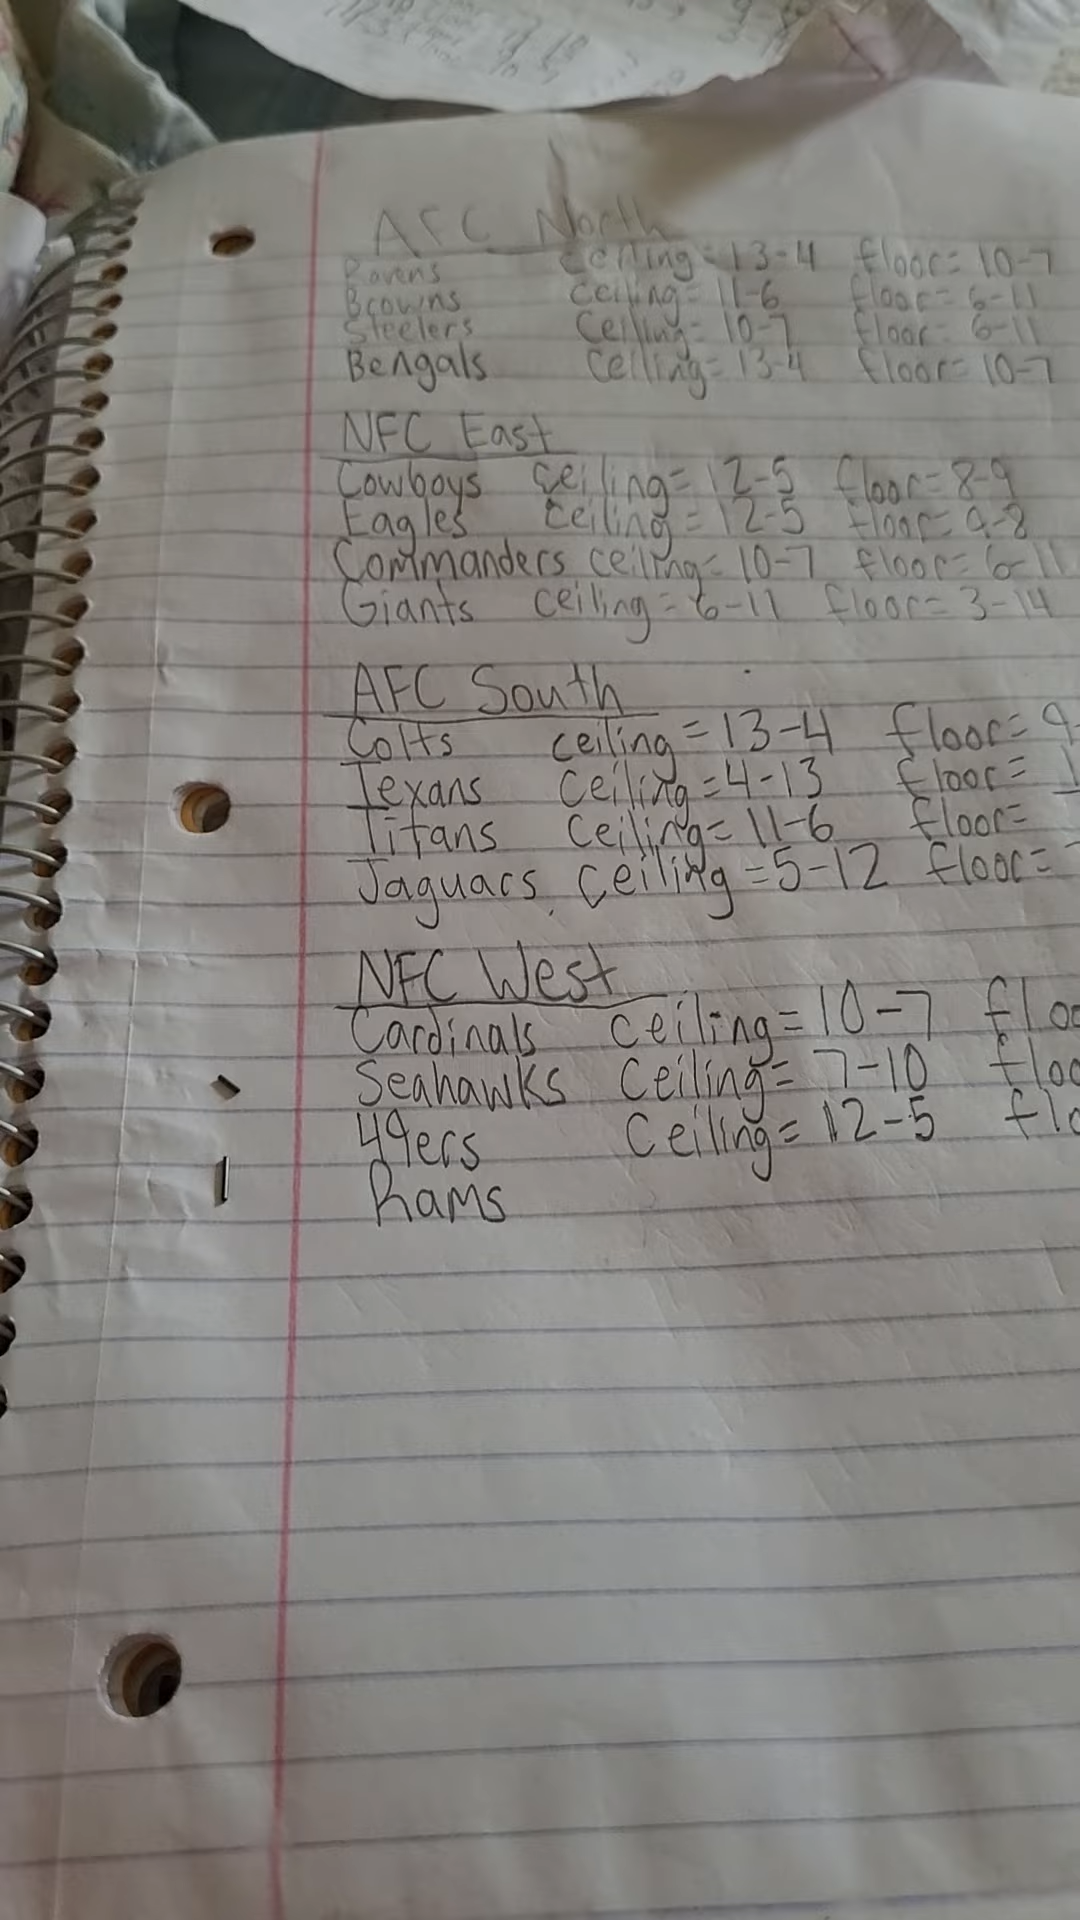 AFC North
Ravens ceiling=13-4 floor=10-7
Browns ceiling=11-6 floor=6-11
Steelers ceiling=10-7 floor=6-11
Bengals ceiling=13-4 floor=10-7
NFC East
Cowboys ceiling=12-5 floor=8-9
Eagles ceiling=12-5 floor=9-8
Commanders ceiling=10-7 floor=6-11
Giants ceiling=6-11 floor=3-14
AFC South
Colts ceiling=13-4 floor=9-
Texans ceiling=4-13 floor=1
Titans ceiling=11-6 floor=
Jaguars ceiling=5-12 floor=
NFC West
Cardinals ceiling=10-7 floo
Seahawks ceiling=7-10 floo
49ers ceiling=12-5 flo
Rams